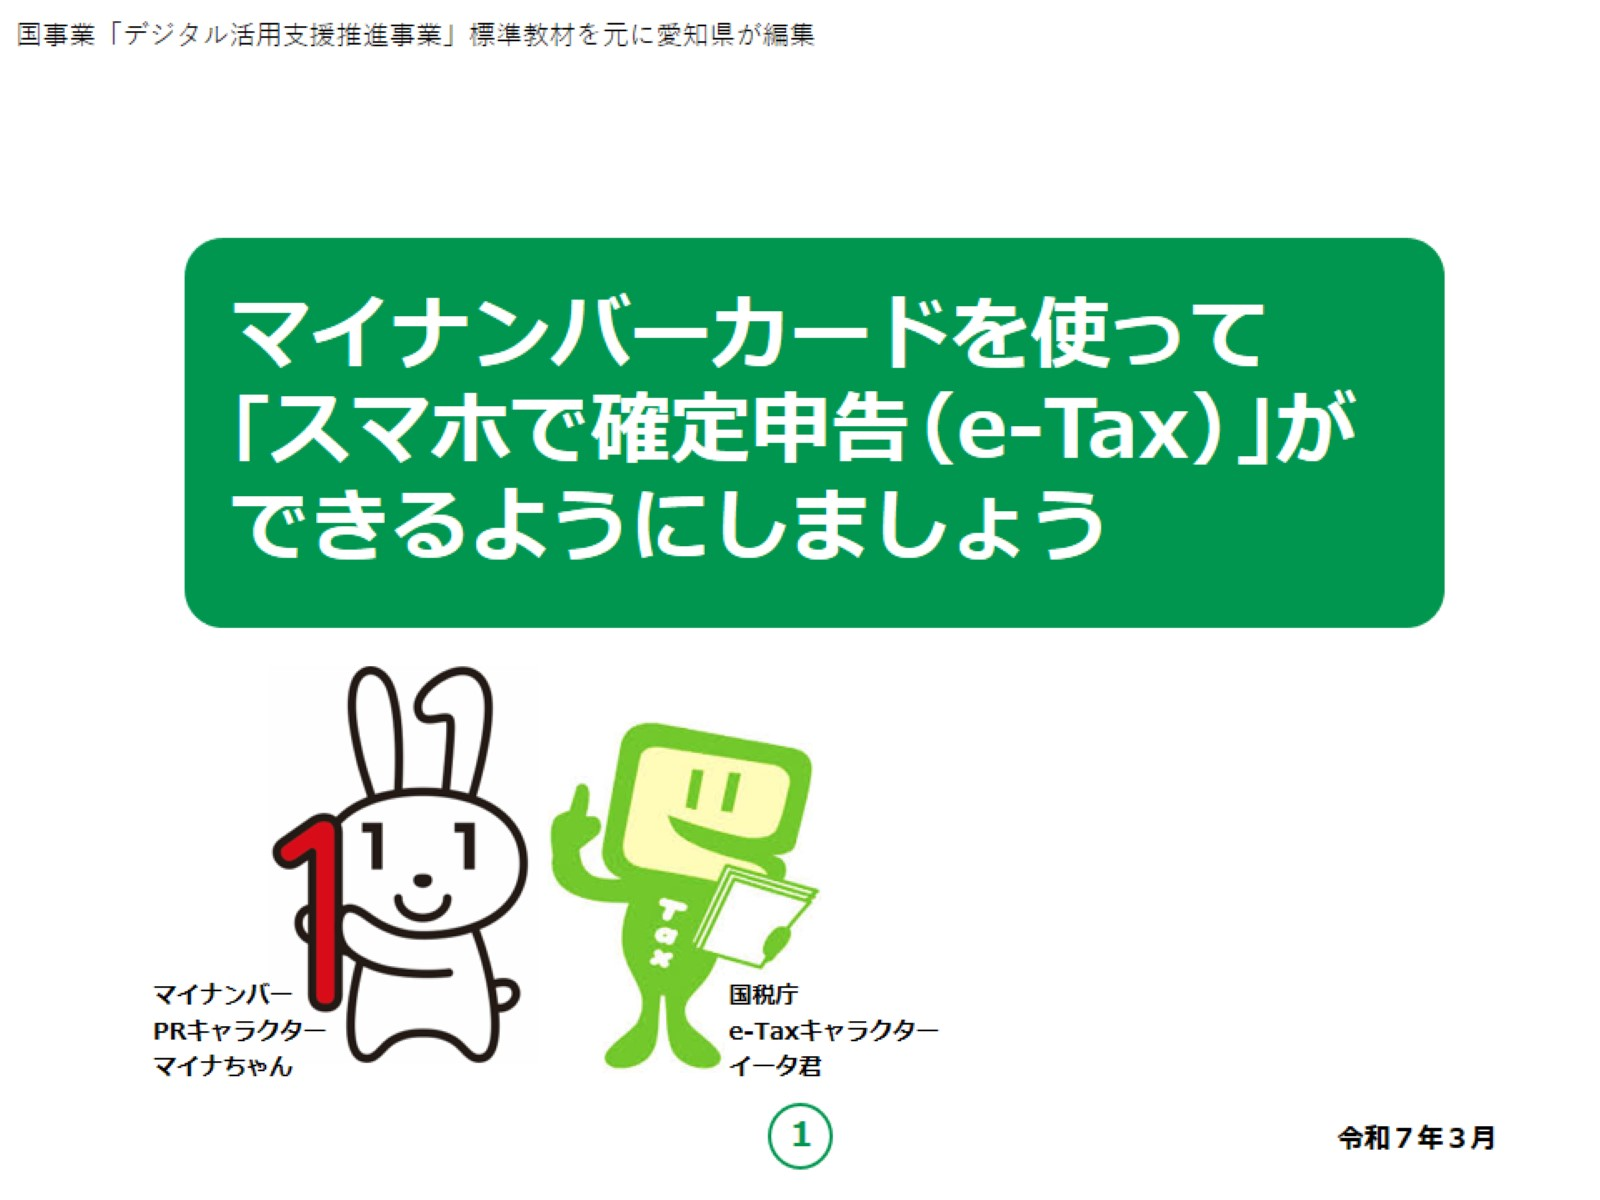 国事業「デジタル活用支援推進事業」標準教材を元に愛知県が編集
マイナンバーカードを使って
「スマホで確定申告（e-Tax）」が
できるようにしましょう
1
Tax
マイナンバー
PRキャラクター
マイナちゃん
国税庁
e-Taxキャラクター
イータ君
1
令和７年３月